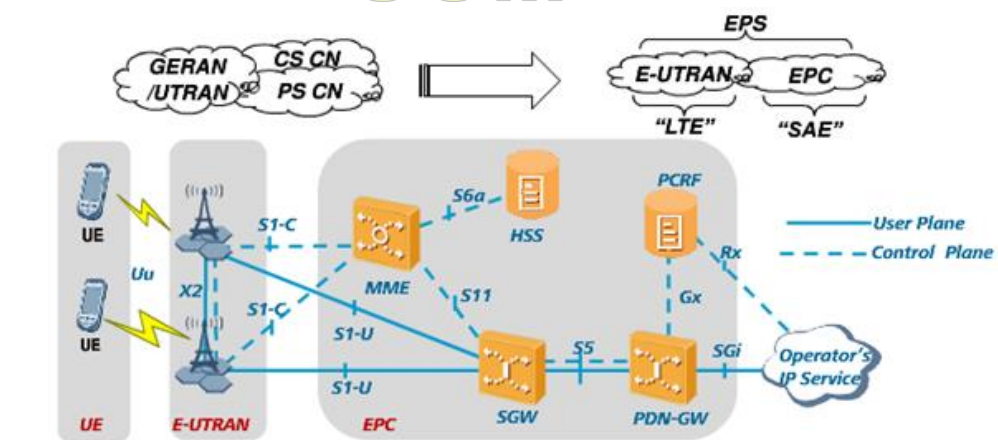 EPS
GERAN
/UTRAN
CS CN
PS CN
E-UTRAN
EPC
“LTE”
“SAE”
S6a
PCRF
S1-C
HSS
User Plane
Control Plane
Rx
UE
Uu
X2
MME
S11
Gx
S1-C
S1-U
UE
S5
SGi
Operator's
IP Service
S1-U
SGW
PDN-GW
UE
E-UTRAN
EPC